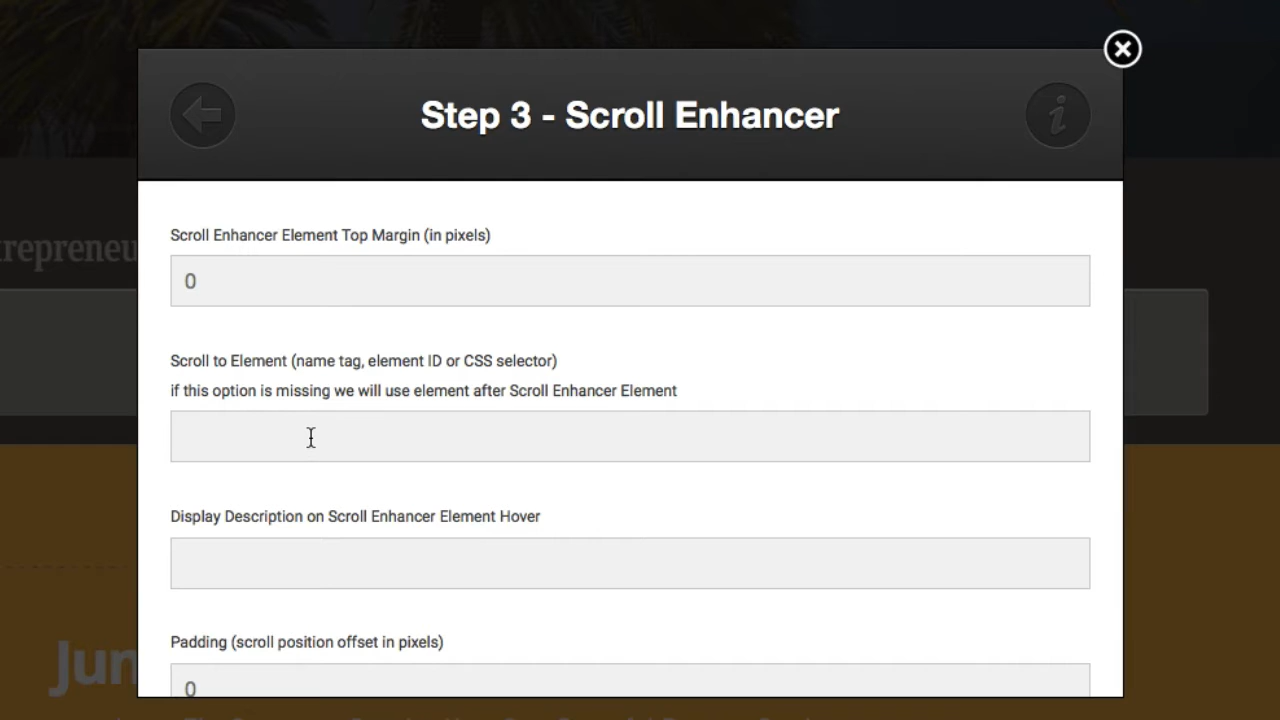 Step 3 - Scroll Enhancer
trepreneu
Scroll Enhancer Element Top Margin (in pixels)
0
Scroll to Element (name tag, element ID or CSS selector)
if this option is missing we will use element after Scroll Enhancer Element
Display Description on Scroll Enhancer Element Hover
Padding (scroll position offset in pixels)
0
Jun